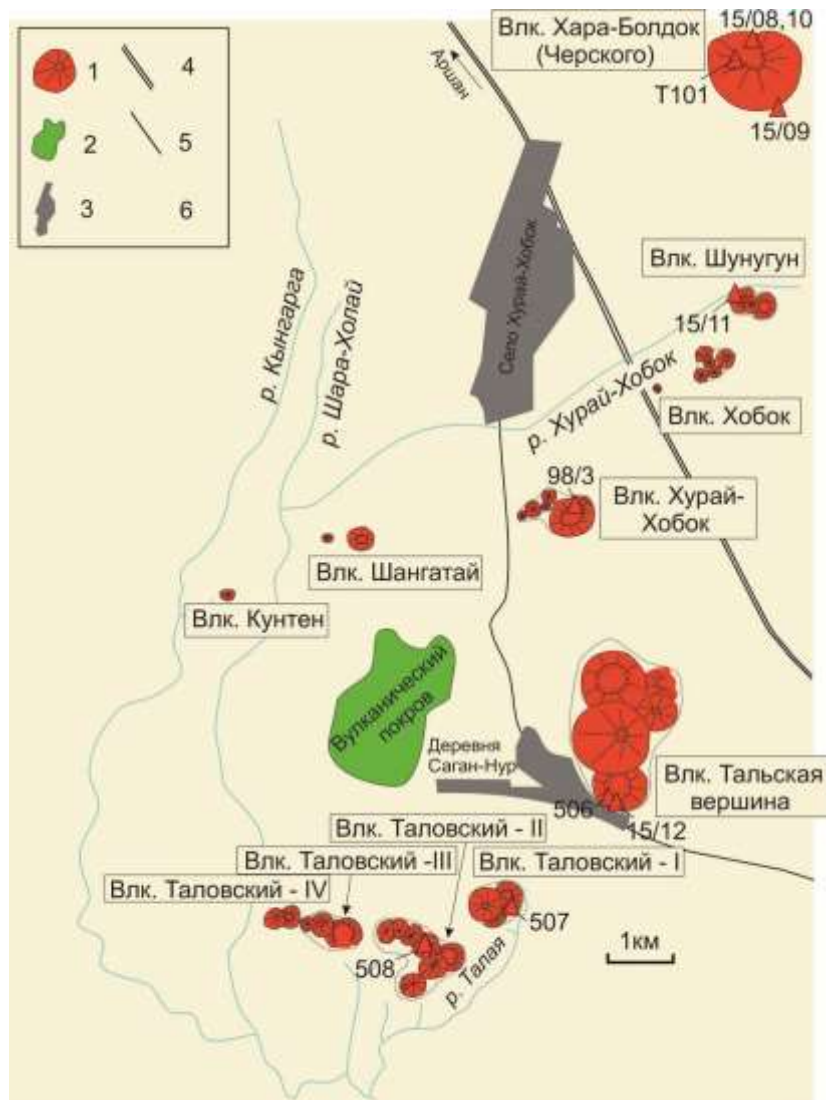 15/08,10
Влк. Хара-Болдок
(Черского)
Аршан
T101
15/09
1
4
2
5
3
6
Село Хурай-Хобок
Влк. Шунугун
15/11
р. Кынгарга
р. Шара-Холай
р. Хурай-Хобок
Влк. Хобок
98/3
Влк. Хурай-
Хобок
Влк. Шангатай
Влк. Кунтен
Вулканический
покров
Деревня
Саган-Нур
Влк. Тальская
вершина
506
15/12
Влк. Таловский - II
Влк. Таловский -III
Влк. Таловский - I
Влк. Таловский - IV
507
508
р. Талая
1км